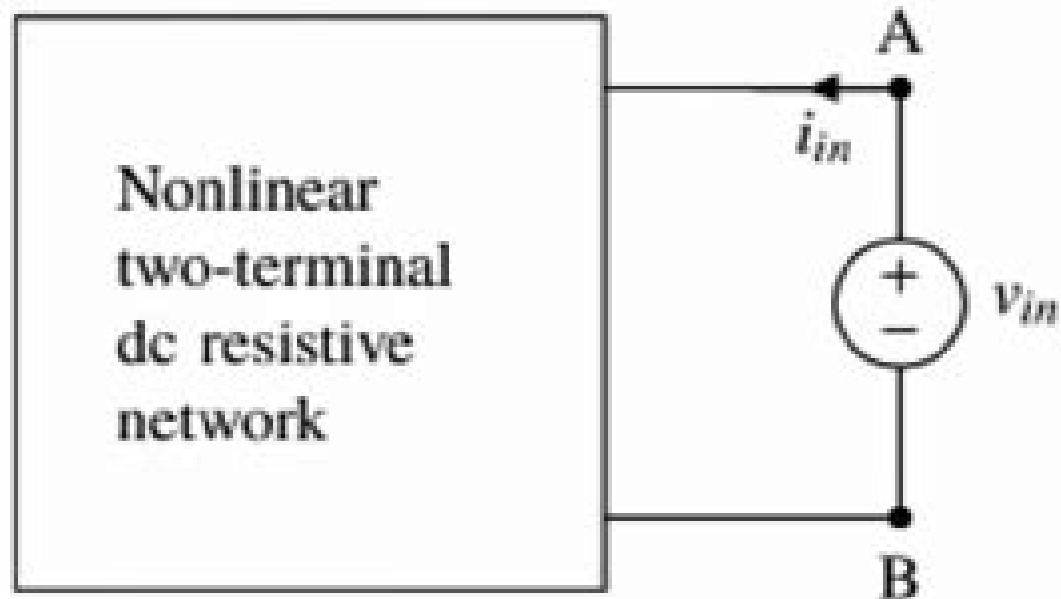 A
i_in
Nonlinear
two-terminal
dc resistive
network
+
−
v_in
B